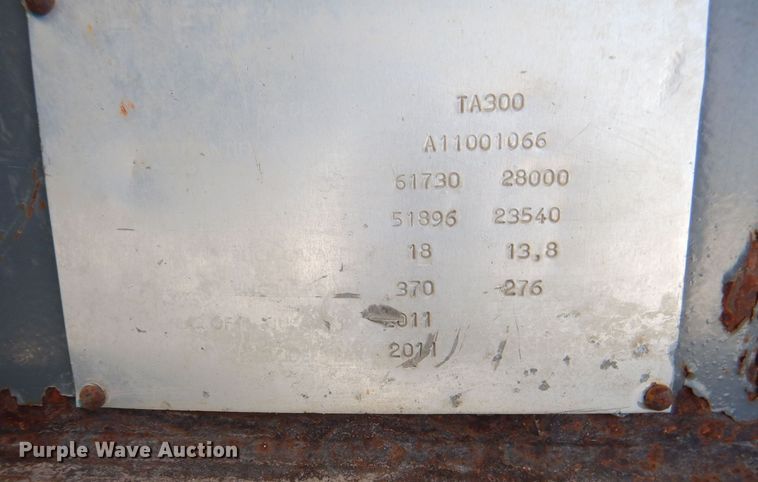 TA300
A11001066
61730 28000
51896 23540
18 13,8
370 276
2011
2011
Purple Wave Auction